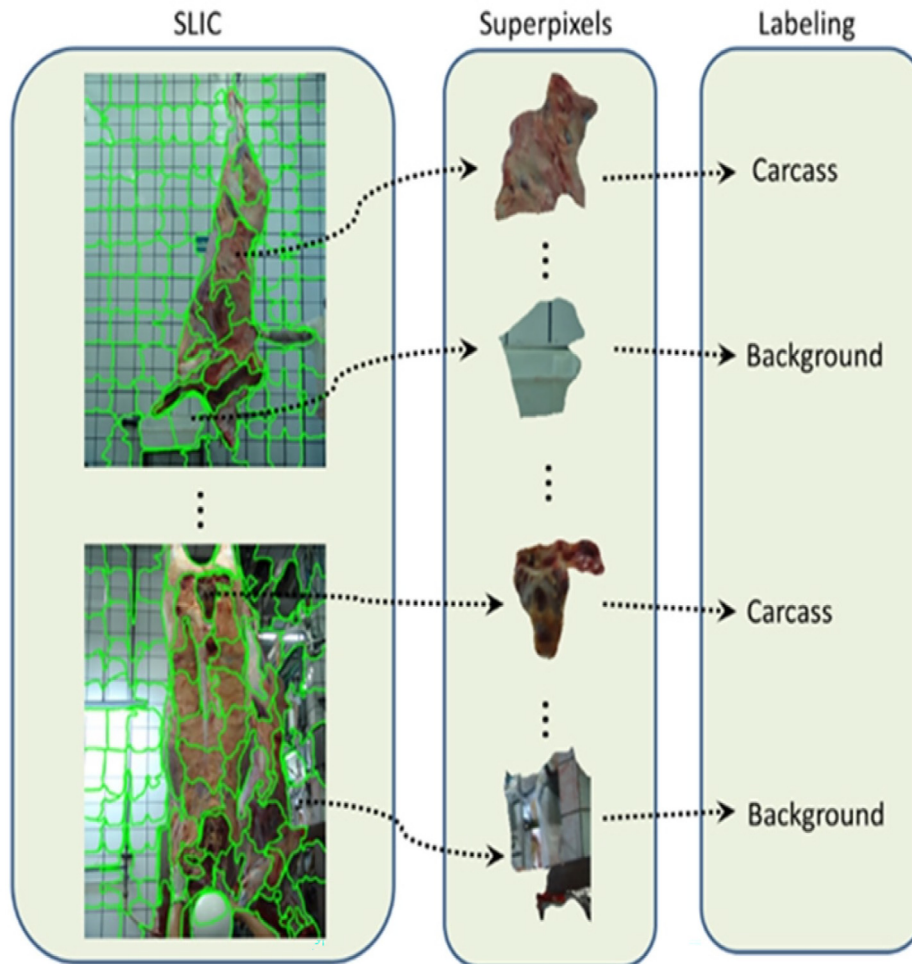 SLIC
Superpixels
Labeling
Carcass
Background
Carcass
Background